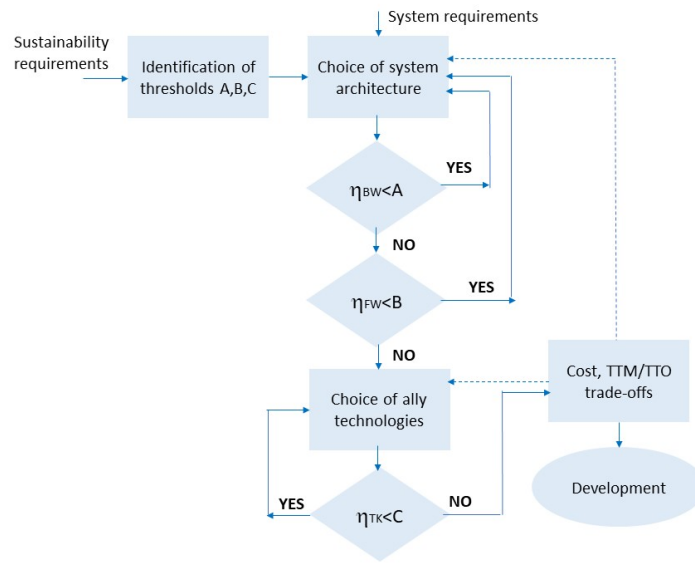 System requirements
Sustainability
requirements
Identification of
thresholds A,B,C
Choice of system
architecture
YES
ηBW<A
NO
YES
ηFW<B
NO
Cost, TTM/TTO
trade-offs
Choice of ally
technologies
YES
NO
ηTK<C
Development